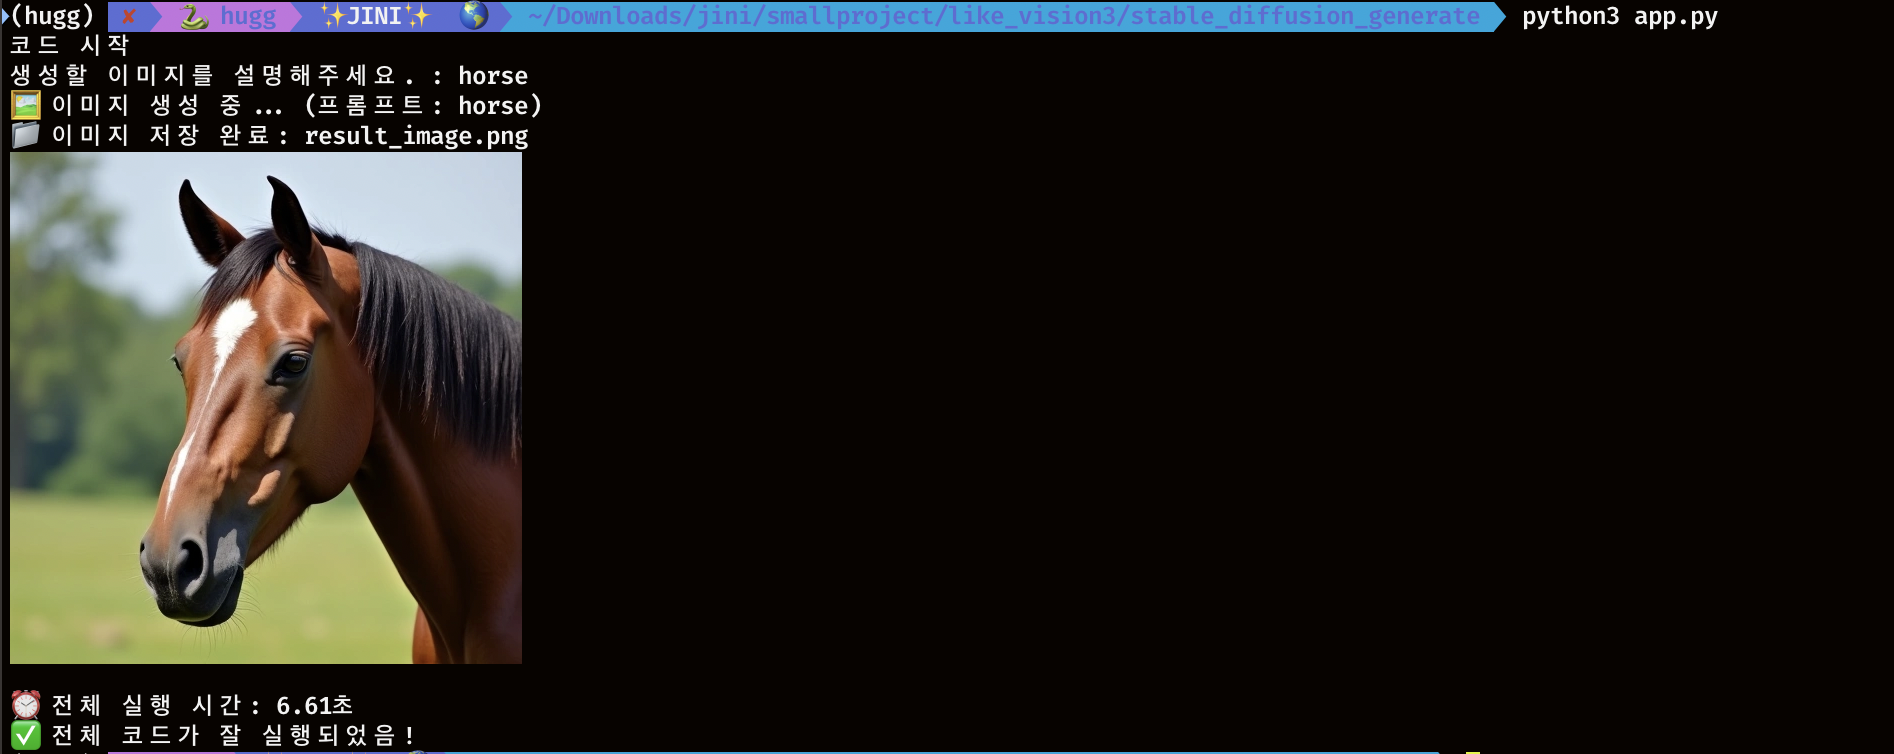 (hugg) ✘ 🐍 hugg ✨JINI✨ 🌎 ~/Downloads/jini/smallproject/like_vision3/stable_diffusion_generate python3 app.py
코드 시작
생성할 이미지를 설명해주세요. : horse
🖼️ 이미지 생성 중... (프롬프트: horse)
📁 이미지 저장 완료: result_image.png
⏰ 전체 실행 시간: 6.61초
✅ 전체 코드가 잘 실행되었음!